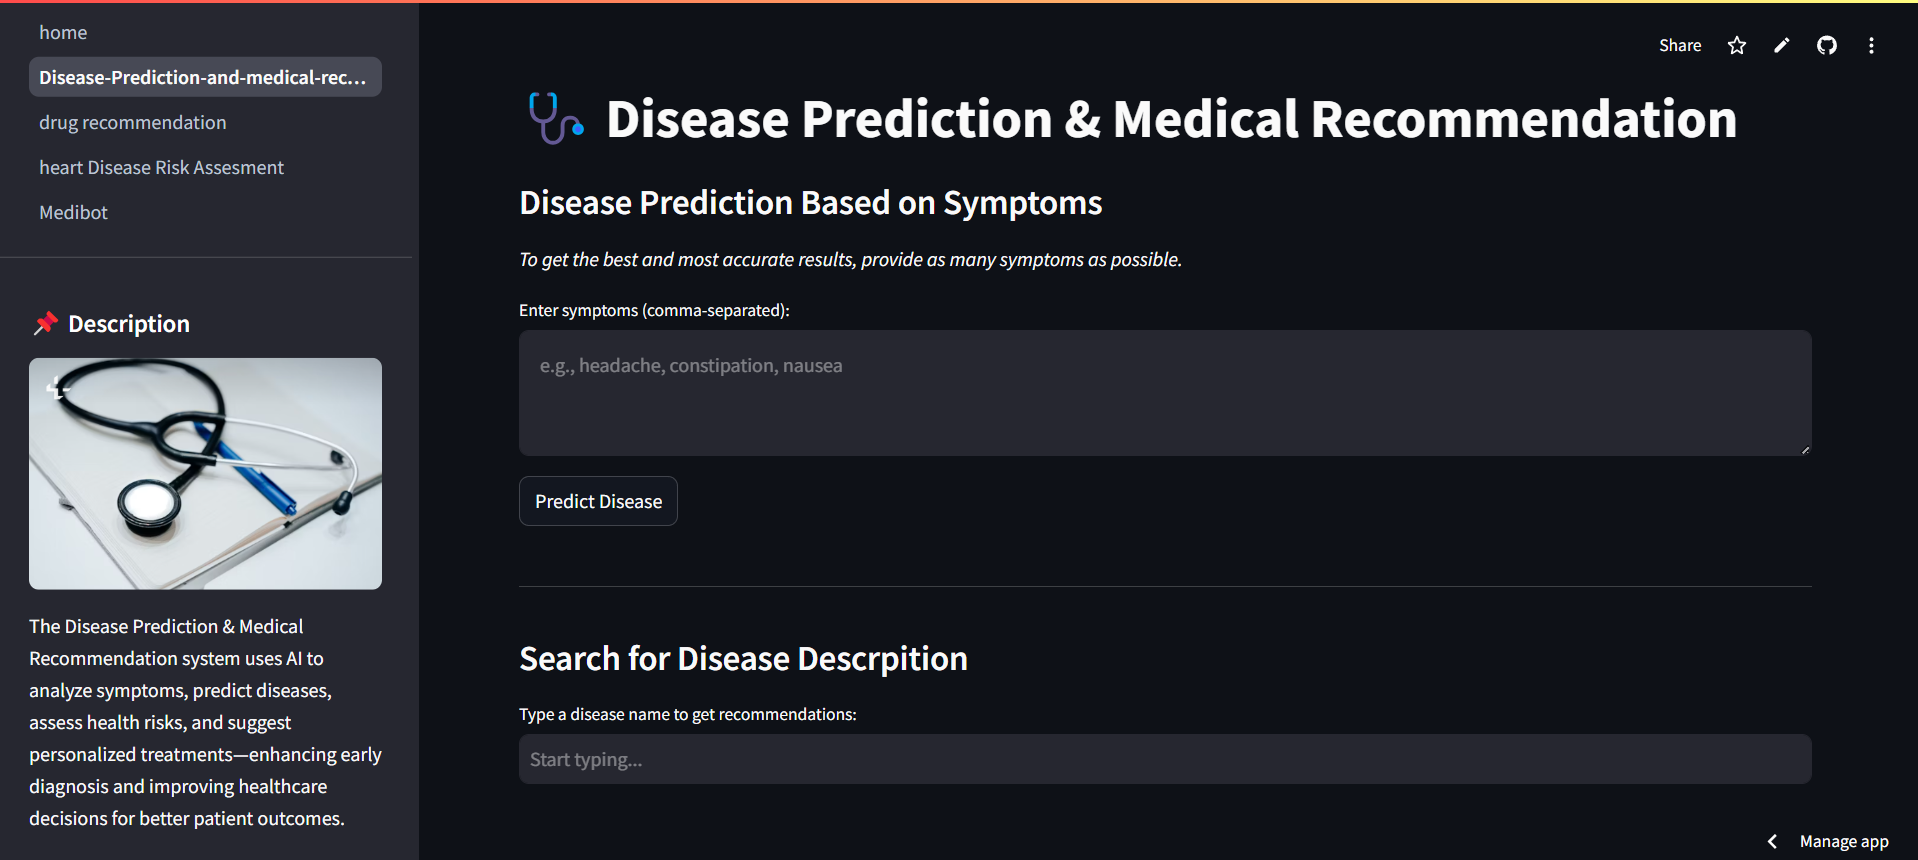 home
Disease-Prediction-and-medical-rec...
drug recommendation
heart Disease Risk Assesment
Medibot
Description
The Disease Prediction & Medical
Recommendation system uses AI to
analyze symptoms, predict diseases,
assess health risks, and suggest
personalized treatments—enhancing early
diagnosis and improving healthcare
decisions for better patient outcomes.
Share
Disease Prediction & Medical Recommendation
Disease Prediction Based on Symptoms
To get the best and most accurate results, provide as many symptoms as possible.
Enter symptoms (comma-separated):
e.g., headache, constipation, nausea
Predict Disease
Search for Disease Descrpition
Type a disease name to get recommendations:
Start typing...
Manage app